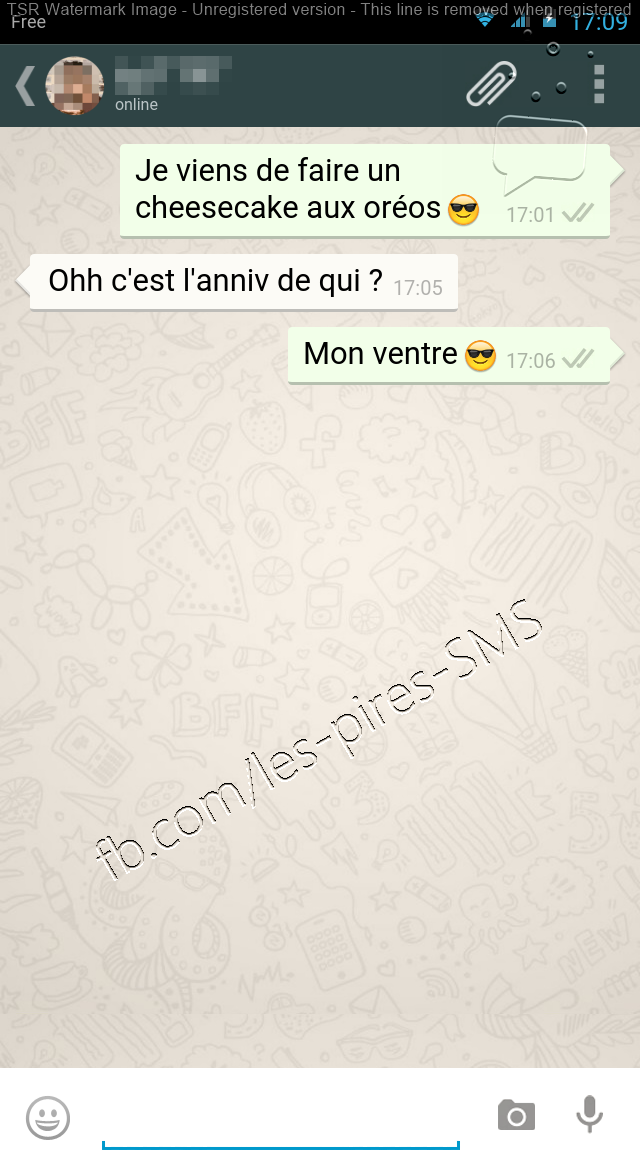 TSR Watermark Image - Unregistered version - This line is removed when registered
Free 17:09
online
Je viens de faire un
cheesecake aux oréos 😎 17:01
Ohh c'est l'anniv de qui ? 17:05
Mon ventre 😎 17:06
fb.com/les-pires-SMS